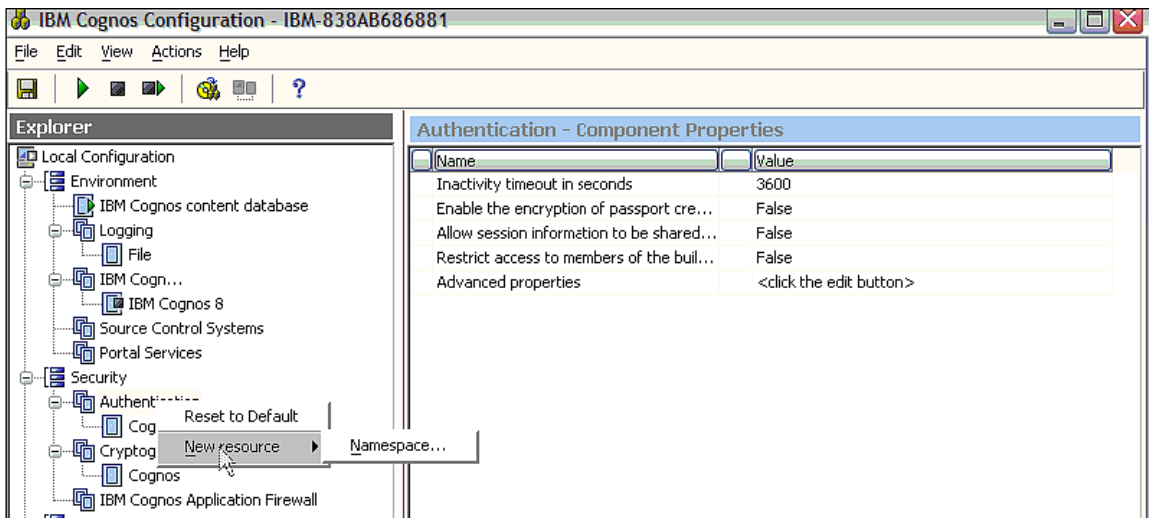 IBM Cognos Configuration - IBM-838AB686881
File Edit View Actions Help
Explorer
Local Configuration
Environment
IBM Cognos content database
Logging
File
IBM Cogn...
IBM Cognos 8
Source Control Systems
Portal Services
Security
Authentication
Cog
Cryptog
Cognos
IBM Cognos Application Firewall
Reset to Default
New resource
Namespace...
Authentication - Component Properties
Name Value
Inactivity timeout in seconds 3600
Enable the encryption of passport cre... False
Allow session information to be shared... False
Restrict access to members of the buil... False
Advanced properties <click the edit button>